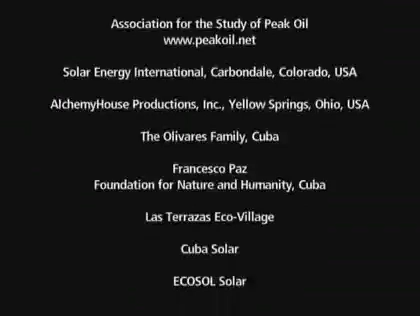 Association for the Study of Peak Oil
www.peakoil.net
Solar Energy International, Carbondale, Colorado, USA
AlchemyHouse Productions, Inc., Yellow Springs, Ohio, USA
The Olivares Family, Cuba
Francesco Paz
Foundation for Nature and Humanity, Cuba
Las Terrazas Eco-Village
Cuba Solar
ECOSOL Solar